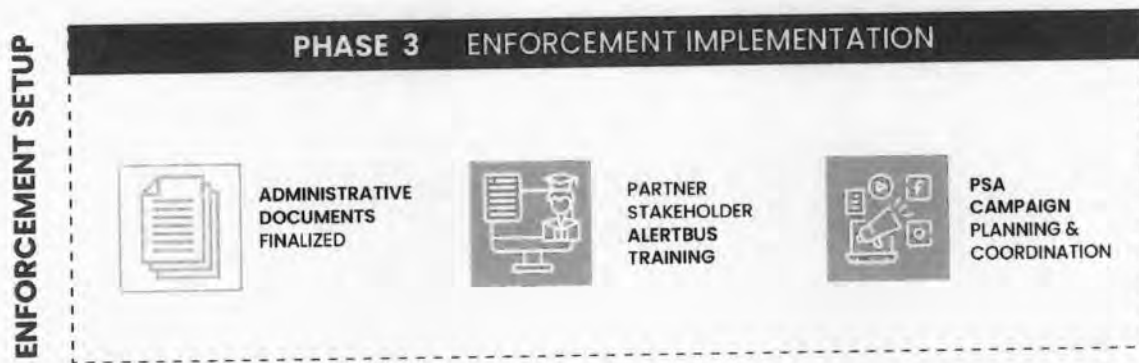 ENFORCEMENT SETUP
PHASE 3 ENFORCEMENT IMPLEMENTATION
ADMINISTRATIVE
DOCUMENTS
FINALIZED
PARTNER
STAKEHOLDER
ALERTBUS
TRAINING
PSA
CAMPAIGN
PLANNING &
COORDINATION